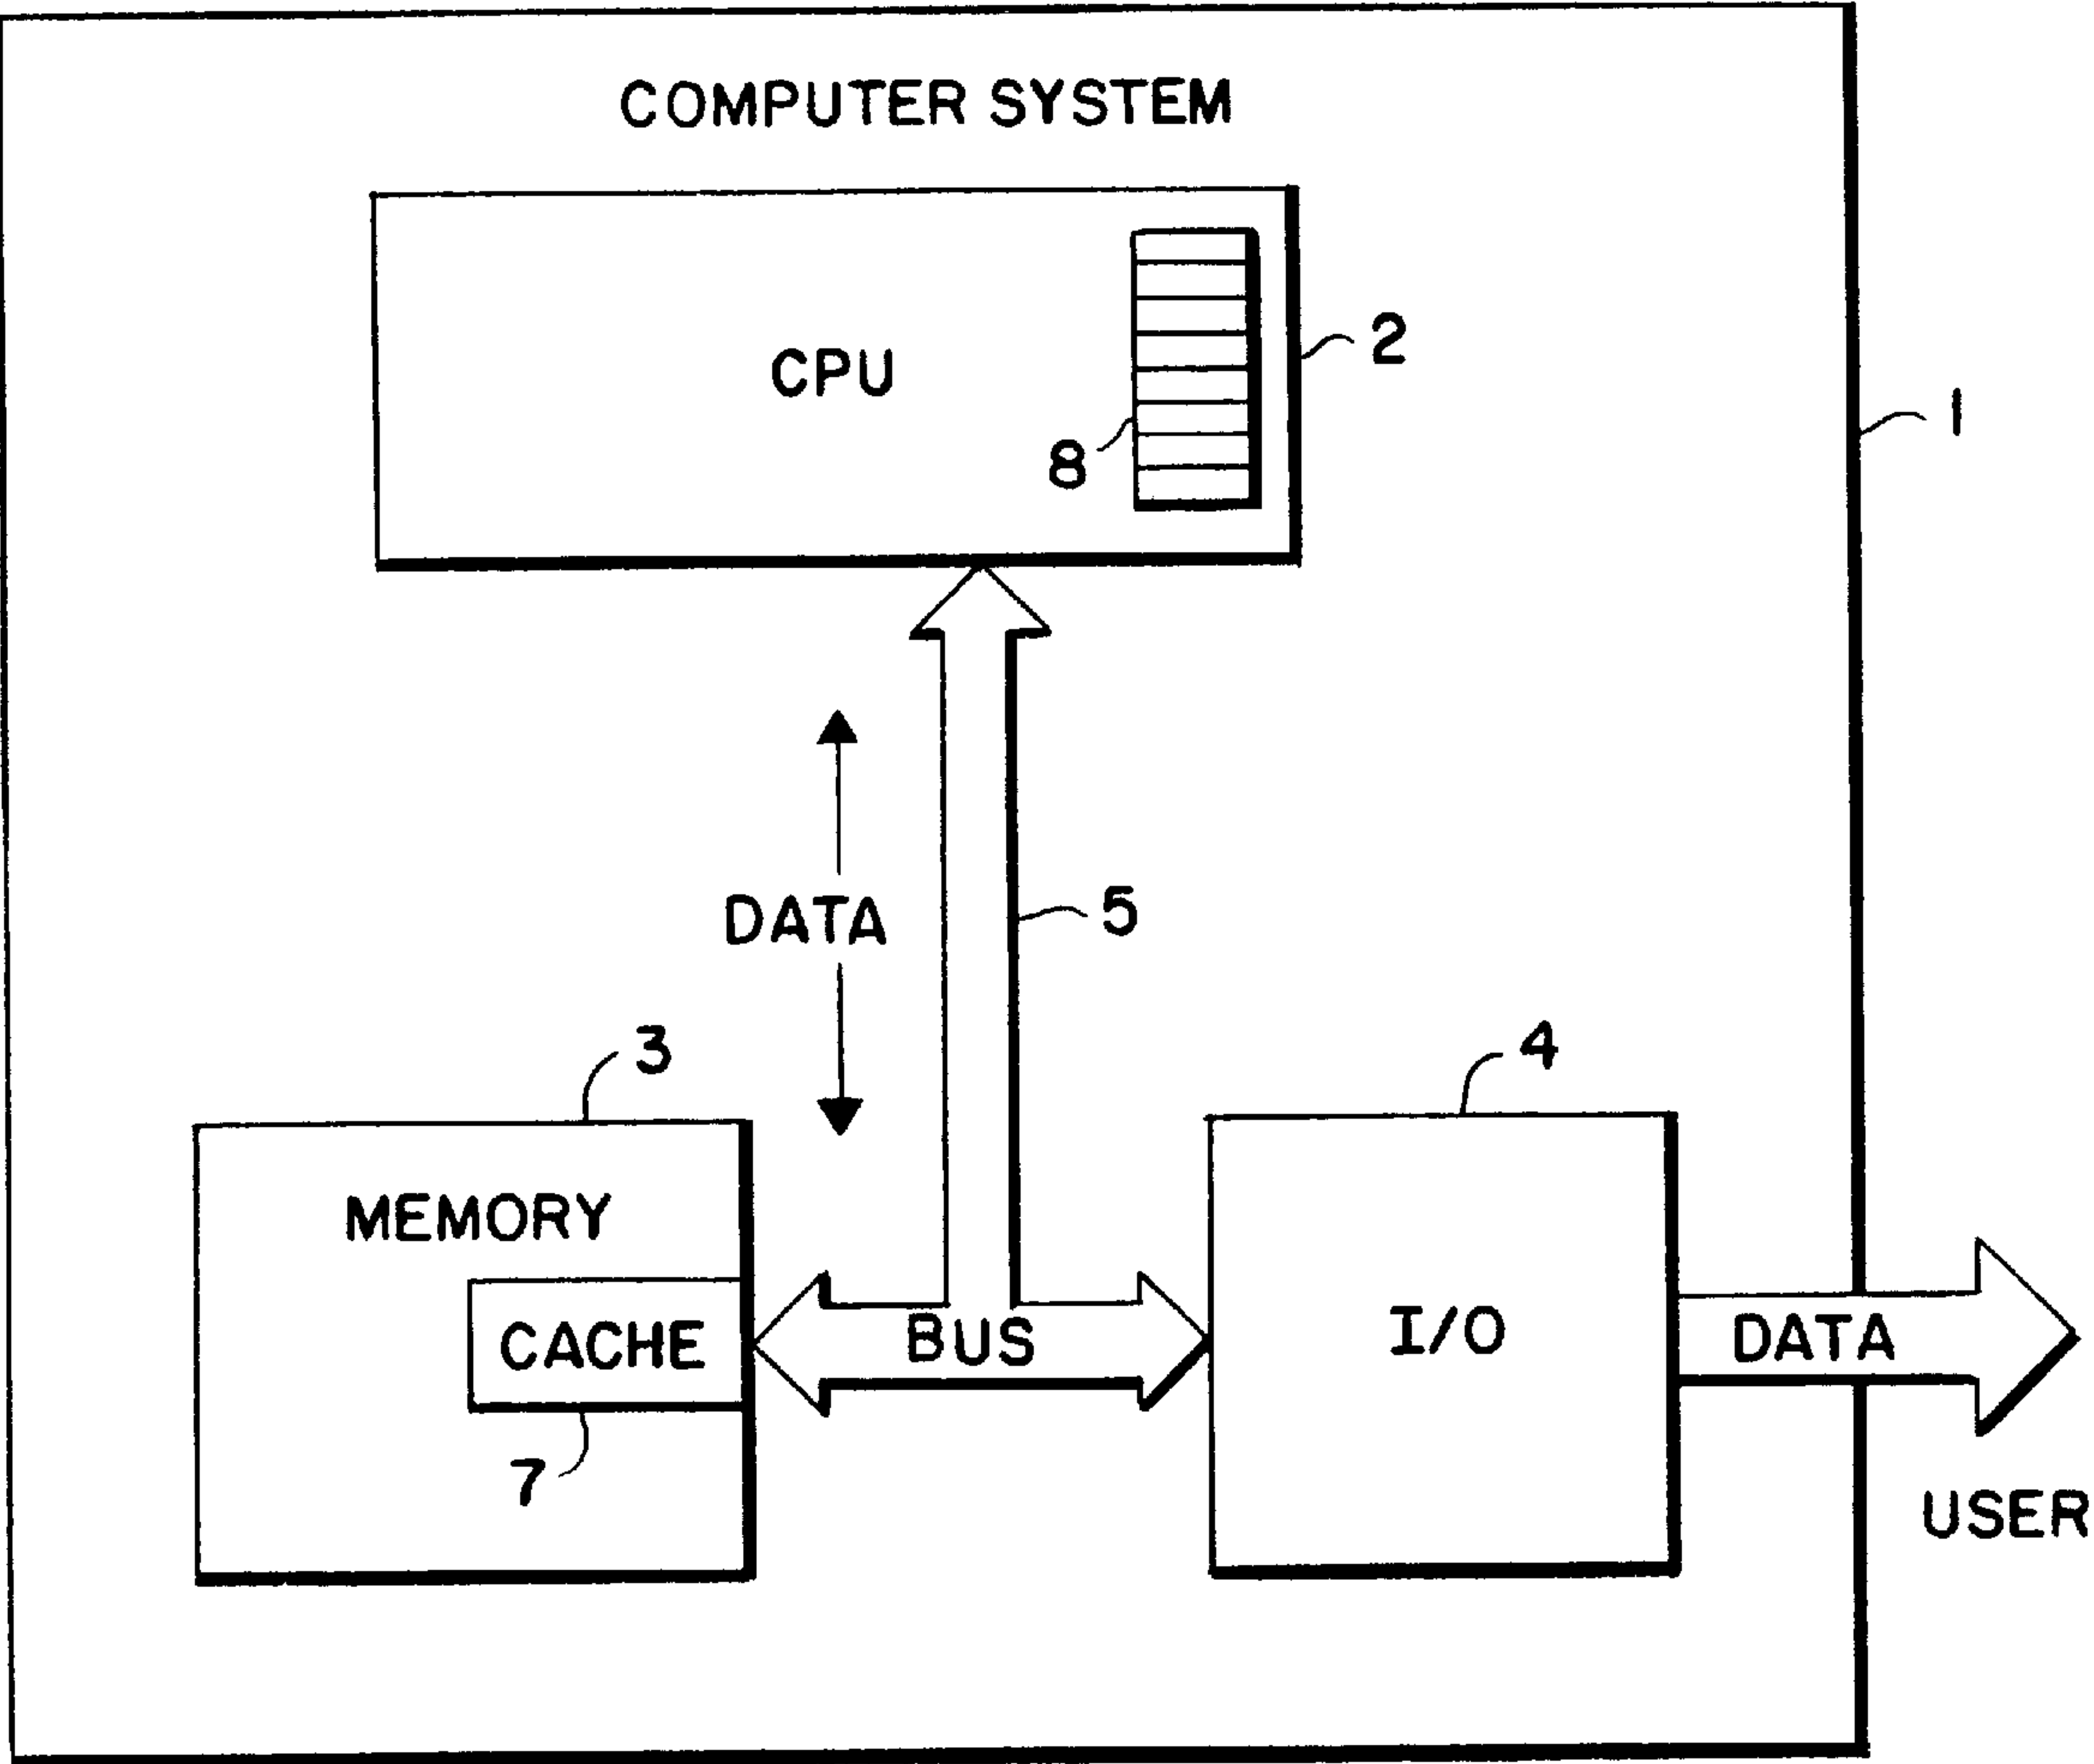 COMPUTER SYSTEM
CPU
2
1
8
DATA
5
3
4
MEMORY
CACHE
BUS
I/O
DATA
7
USER